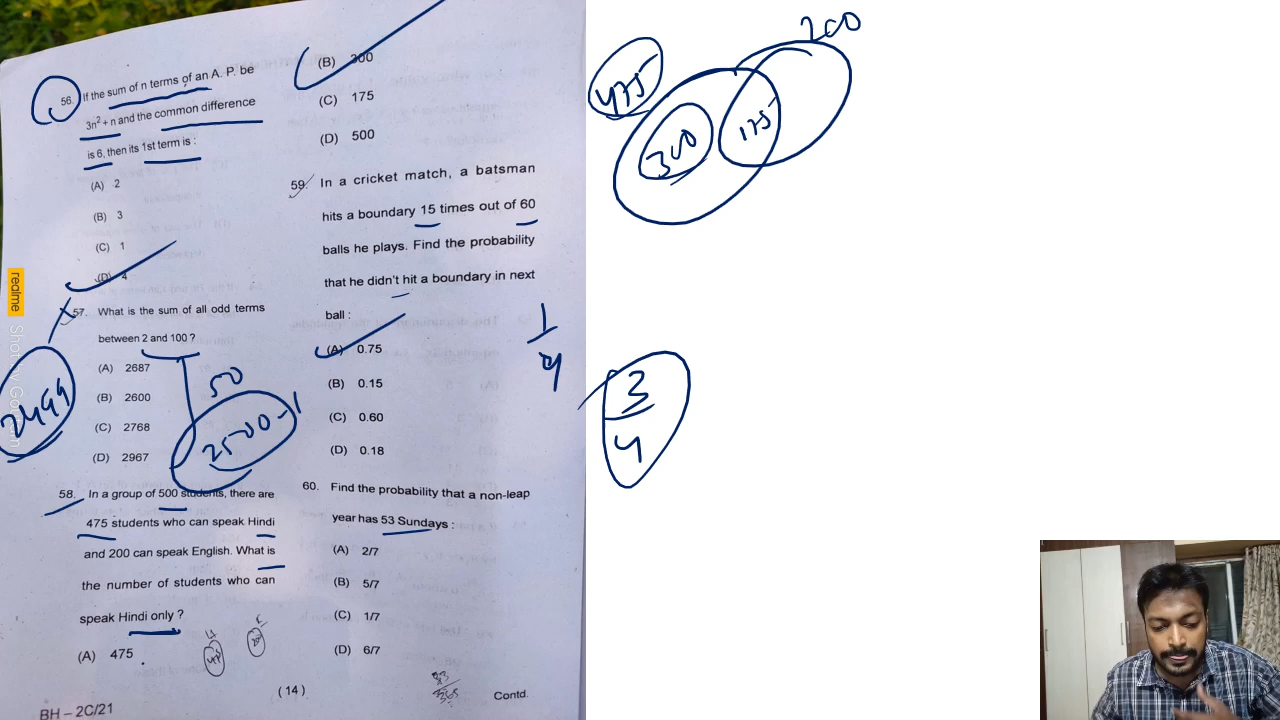 56. If the sum of n terms of an A. P. be
3n² + n and the common difference
is 6, then its 1st term is :
(A) 2
(B) 3
(C) 1
(D) 4
57. What is the sum of all odd terms
between 2 and 100 ?
(A) 2687
(B) 2600
(C) 2768
(D) 2967
50
2500-1
2499
58. In a group of 500 students, there are
475 students who can speak Hindi
and 200 can speak English. What is
the number of students who can
speak Hindi only ?
(A) 475
H
E
475
(B) 300
(C) 175
(D) 500
59. In a cricket match, a batsman
hits a boundary 15 times out of 60
balls he plays. Find the probability
that he didn't hit a boundary in next
ball :
(A) 0.75
(B) 0.15
(C) 0.60
(D) 0.18
60. Find the probability that a non-leap
year has 53 Sundays :
(A) 2/7
(B) 5/7
(C) 1/7
(D) 6/7
(14)
Contd.
BH – 2C/21
realme
475
200
300
175
1
4
3
4